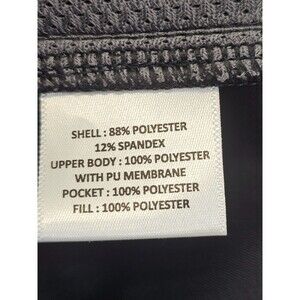 SHELL : 88% POLYESTER
12% SPANDEX
UPPER BODY : 100% POLYESTER
WITH PU MEMBRANE
POCKET : 100% POLYESTER
FILL : 100% POLYESTER